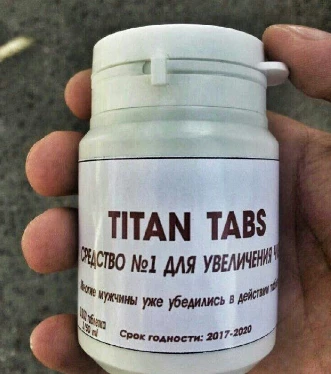 TITAN TABS
СРЕДСТВО №1 ДЛЯ УВЕЛИЧЕНИЯ
Многие мужчины уже убедились в действии
Срок годности: 2017-2020